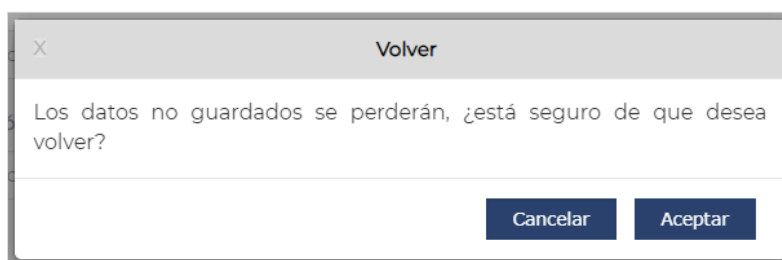 X
Volver
Los datos no guardados se perderán, ¿está seguro de que desea
volver?
Cancelar
Aceptar